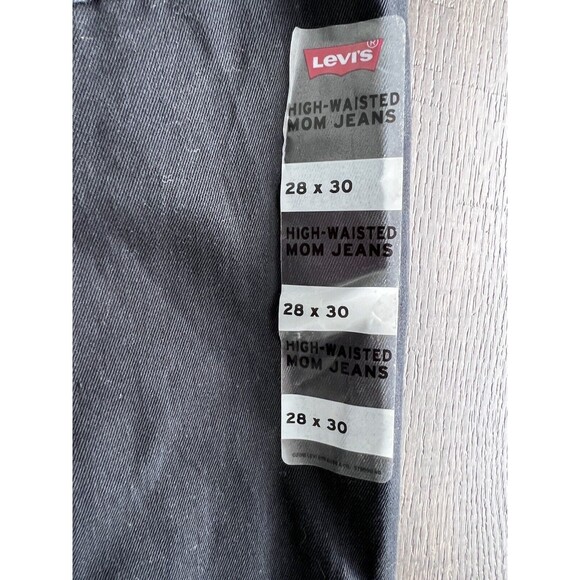 LEVI'S®
HIGH-WAISTED
MOM JEANS
28 x 30
HIGH-WAISTED
MOM JEANS
28 x 30
HIGH-WAISTED
MOM JEANS
28 x 30